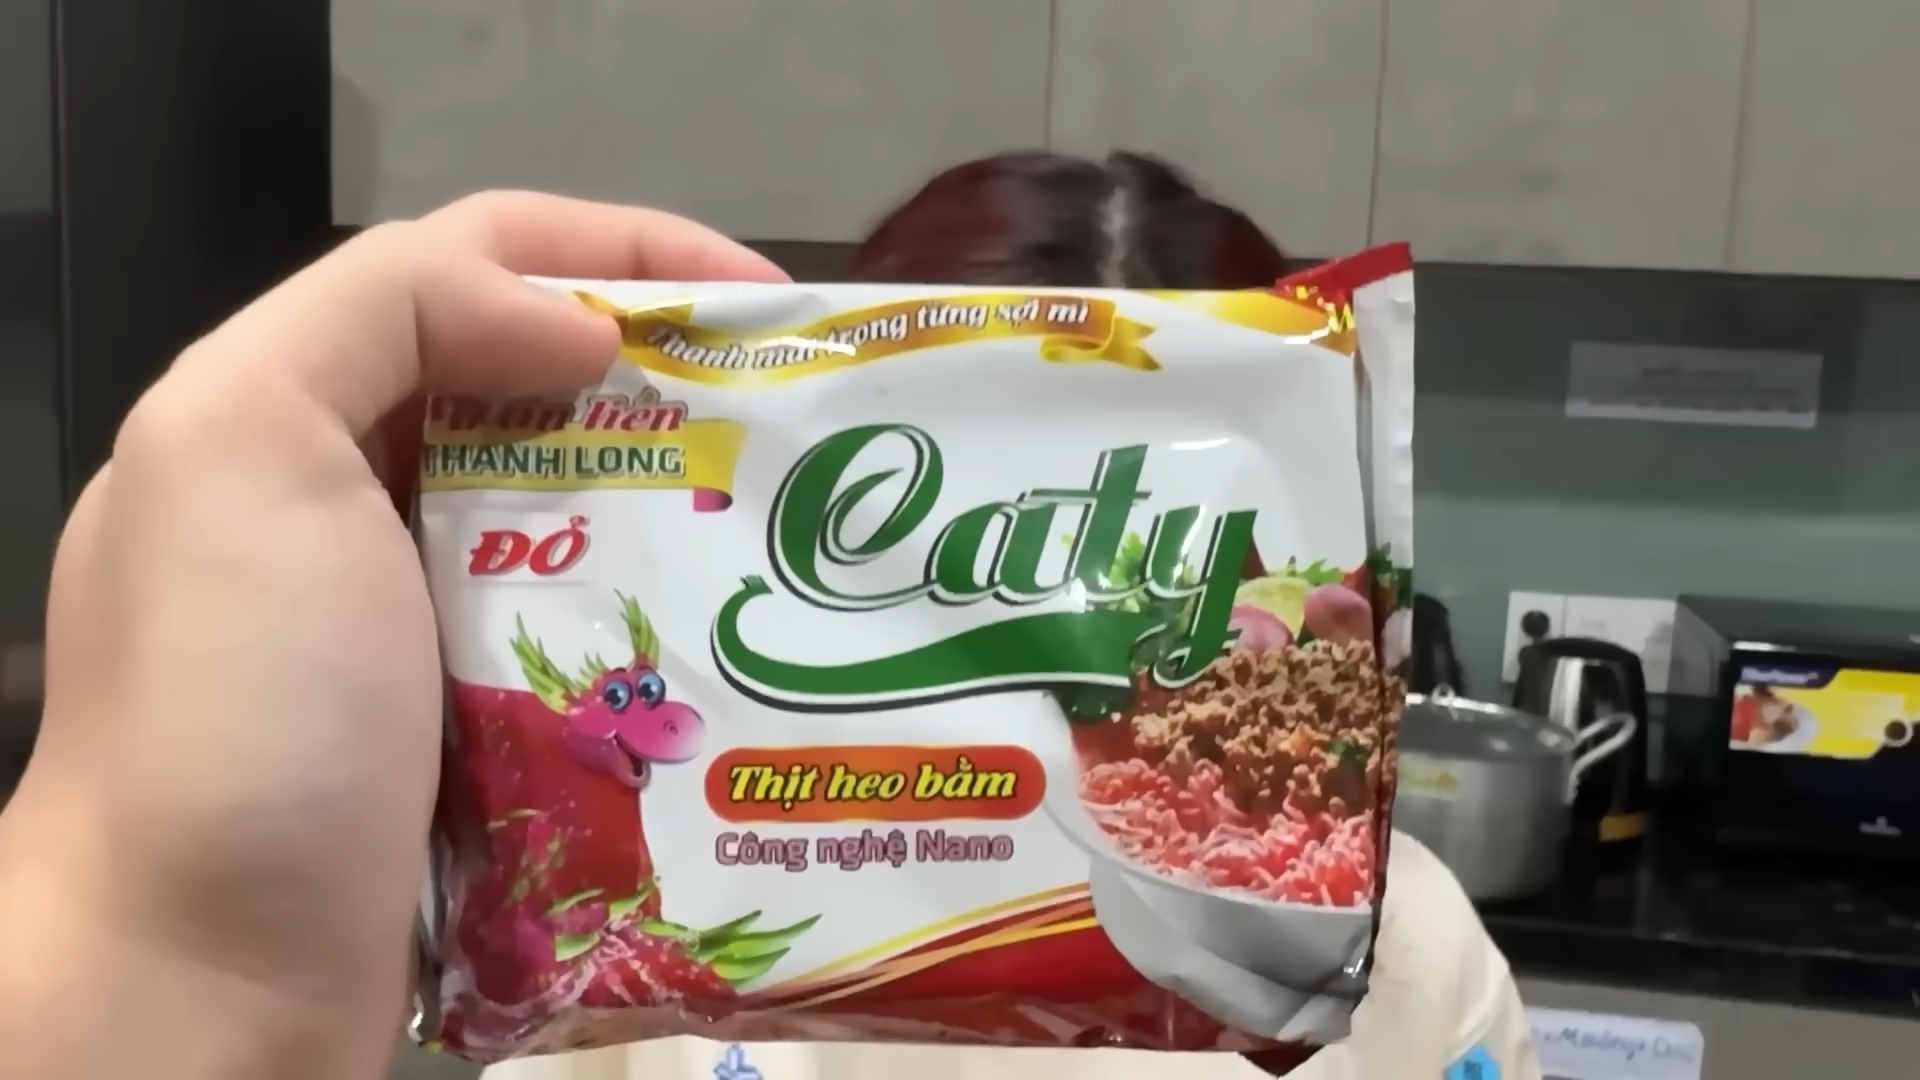 Thanh mát trong từng sợi mì
Mì ăn liền
THANH LONG
ĐỎ
Caty
Thịt heo bằm
Công nghệ Nano